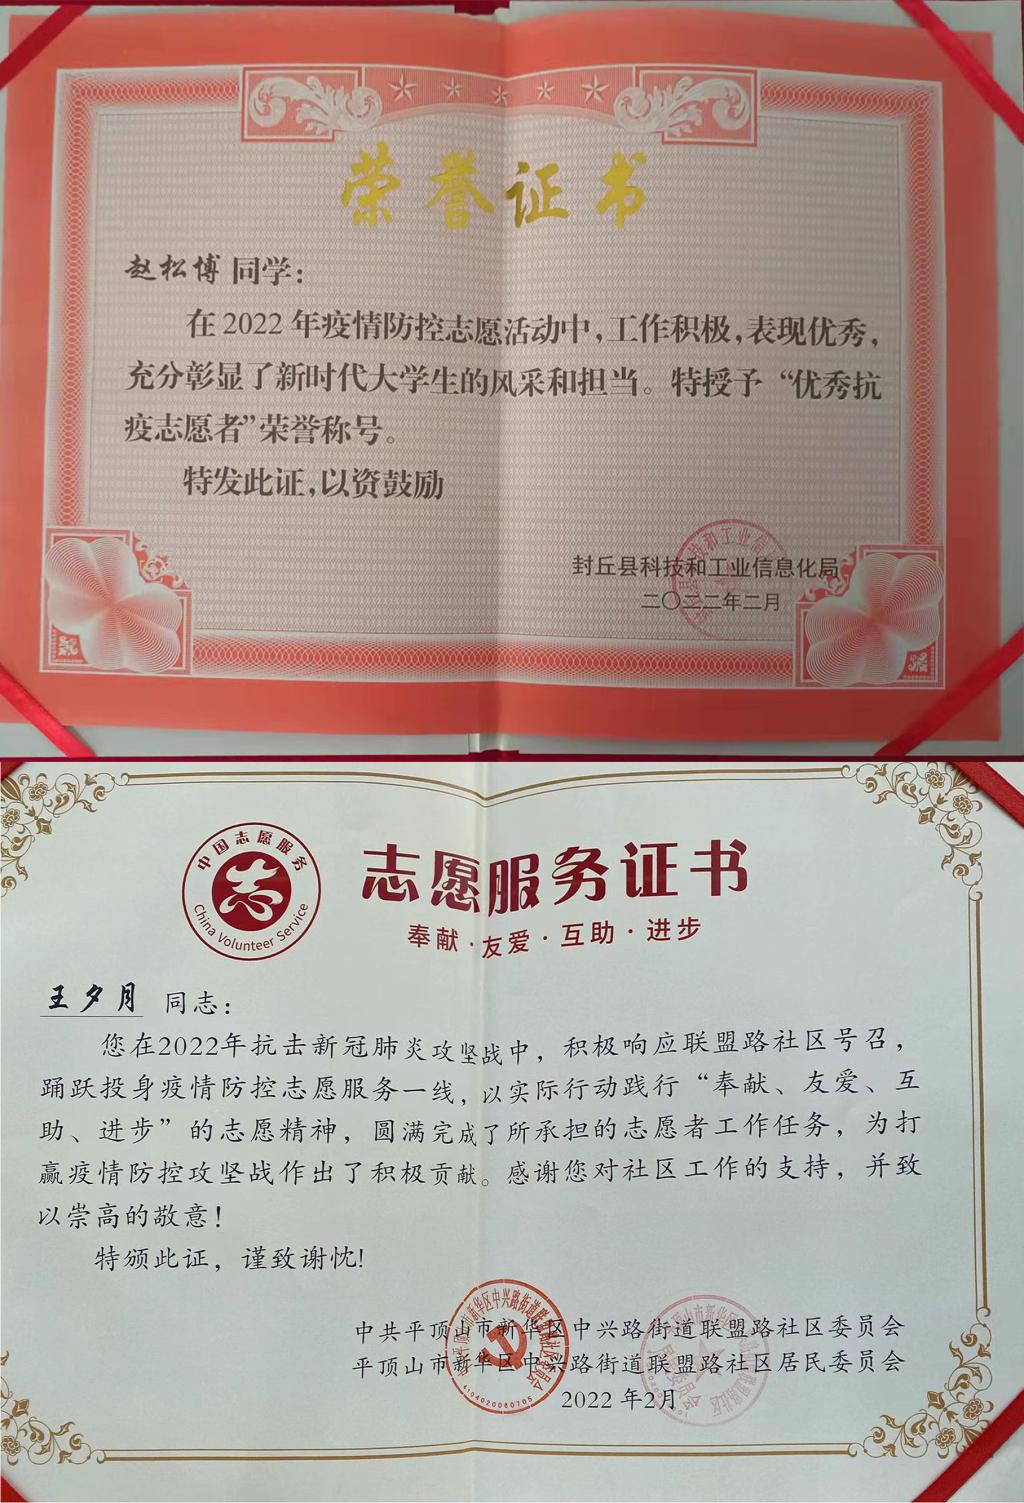 荣誉证书
赵松博 同学：
在2022年疫情防控志愿活动中，工作积极，表现优秀，
充分彰显了新时代大学生的风采和担当。特授予“优秀抗
疫志愿者”荣誉称号。
特发此证，以资鼓励
封丘县科技和工业信息化局
二〇二二年二月
中国志愿服务
China Volunteer Service
志愿服务证书
奉献·友爱·互助·进步
王夕月 同志：
您在2022年抗击新冠肺炎攻坚战中，积极响应联盟路社区号召，
踊跃投身疫情防控志愿服务一线，以实际行动践行“奉献、友爱、互
助、进步”的志愿精神，圆满完成了所承担的志愿者工作任务，为打
赢疫情防控攻坚战作出了积极贡献。感谢您对社区工作的支持，并致
以崇高的敬意！
特颁此证，谨致谢忱！
中共平顶山市新华区中兴路街道联盟路社区委员会
平顶山市新华区中兴路街道联盟路社区居民委员会
2022年2月
4104020060705